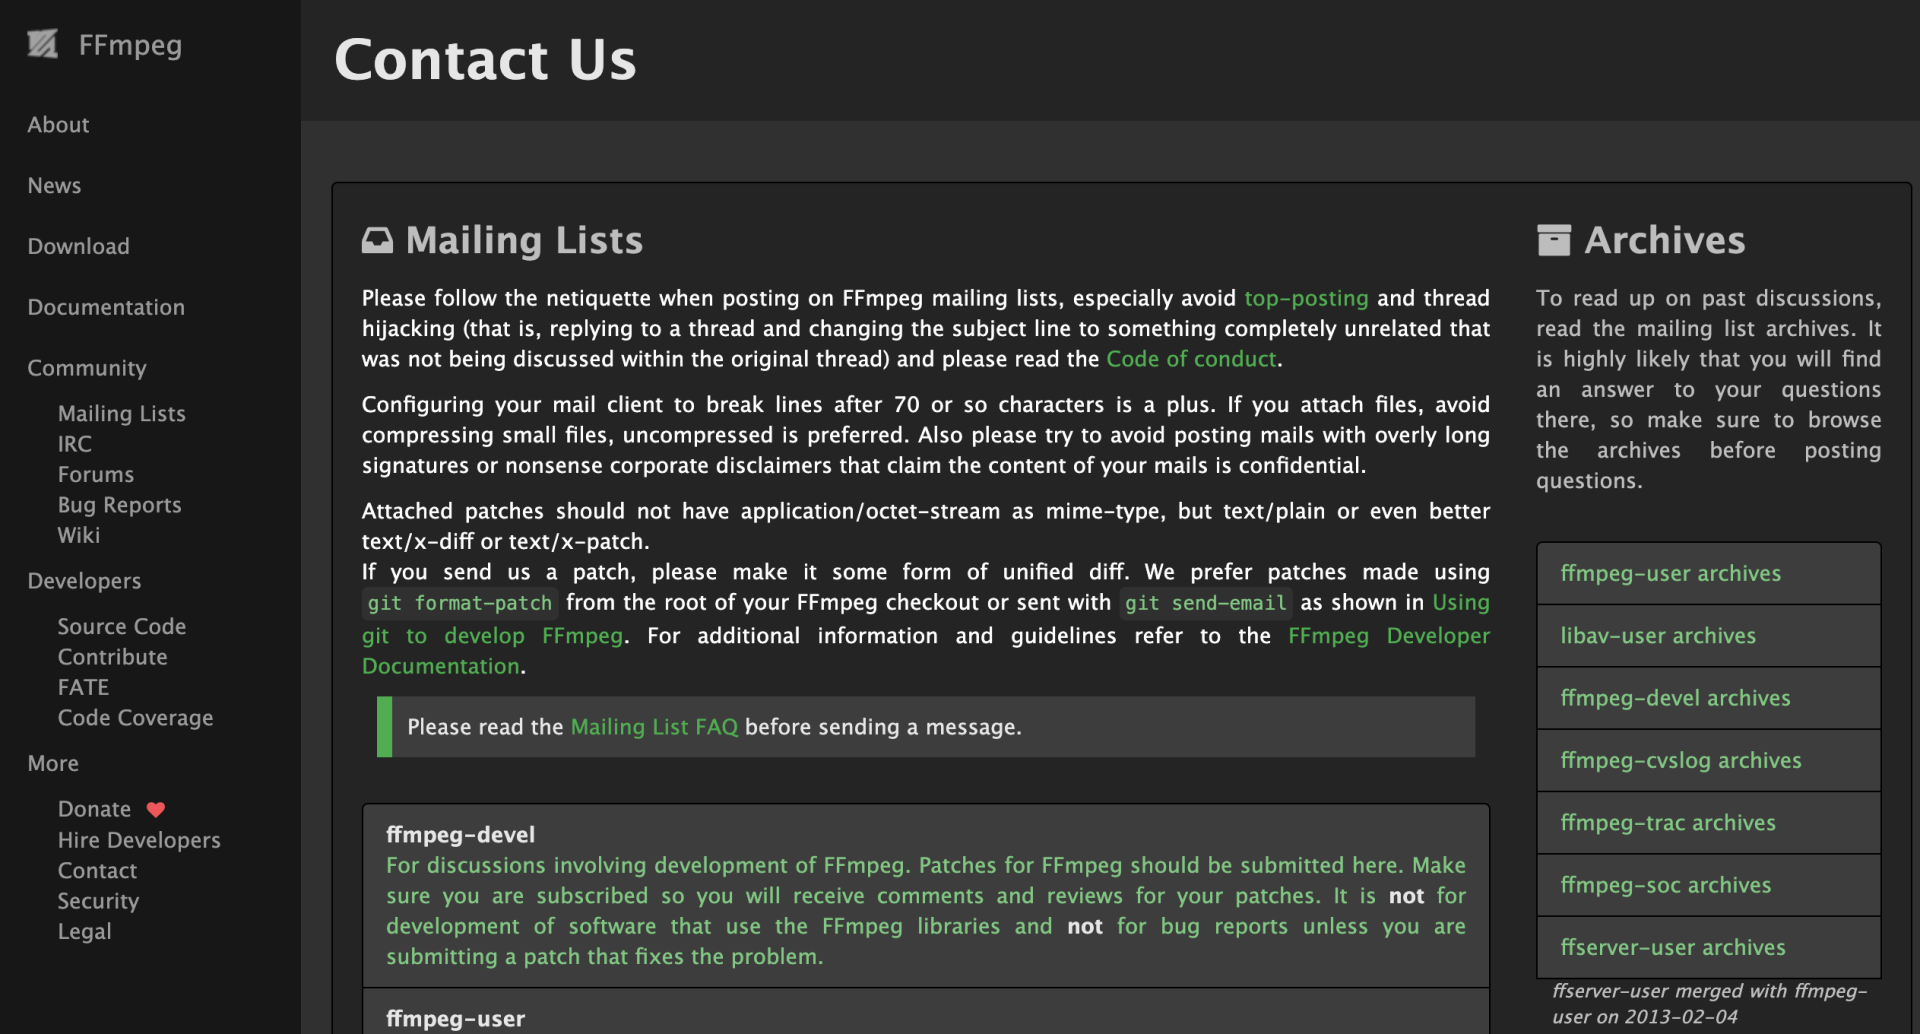 FFmpeg
About
News
Download
Documentation
Community
Mailing Lists
IRC
Forums
Bug Reports
Wiki
Developers
Source Code
Contribute
FATE
Code Coverage
More
Donate
Hire Developers
Contact
Security
Legal
Contact Us
Mailing Lists
Please follow the netiquette when posting on FFmpeg mailing lists, especially avoid top-posting and thread
hijacking (that is, replying to a thread and changing the subject line to something completely unrelated that
was not being discussed within the original thread) and please read the Code of conduct.
Configuring your mail client to break lines after 70 or so characters is a plus. If you attach files, avoid
compressing small files, uncompressed is preferred. Also please try to avoid posting mails with overly long
signatures or nonsense corporate disclaimers that claim the content of your mails is confidential.
Attached patches should not have application/octet-stream as mime-type, but text/plain or even better
text/x-diff or text/x-patch.
If you send us a patch, please make it some form of unified diff. We prefer patches made using
git format-patch from the root of your FFmpeg checkout or sent with git send-email as shown in Using
git to develop FFmpeg. For additional information and guidelines refer to the FFmpeg Developer
Documentation.
Please read the Mailing List FAQ before sending a message.
ffmpeg-devel
For discussions involving development of FFmpeg. Patches for FFmpeg should be submitted here. Make
sure you are subscribed so you will receive comments and reviews for your patches. It is not for
development of software that use the FFmpeg libraries and not for bug reports unless you are
submitting a patch that fixes the problem.
ffmpeg-user
Archives
To read up on past discussions,
read the mailing list archives. It
is highly likely that you will find
an answer to your questions
there, so make sure to browse
the archives before posting
questions.
ffmpeg-user archives
libav-user archives
ffmpeg-devel archives
ffmpeg-cvslog archives
ffmpeg-trac archives
ffmpeg-soc archives
ffserver-user archives
ffserver-user merged with ffmpeg-
user on 2013-02-04